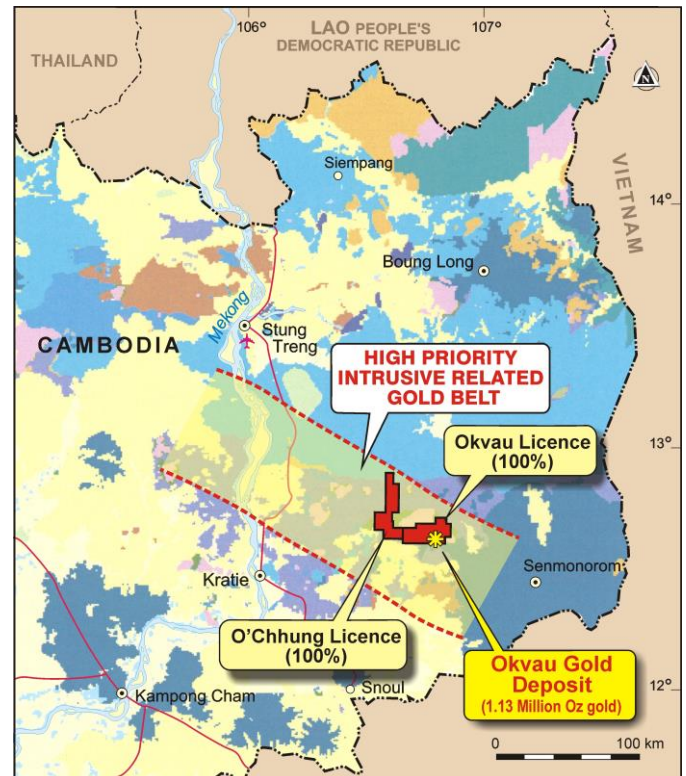 106°
LAO PEOPLE'S
DEMOCRATIC REPUBLIC
107°
THAILAND
VIETNAM
Siempang
14°
Boung Long
Mekong
Stung
Treng
CAMBODIA
HIGH PRIORITY
INTRUSIVE RELATED
GOLD BELT
Okvau Licence
(100%)
13°
Kratie
Senmonorom
O'Chhung Licence
(100%)
Okvau Gold
Deposit
(1.13 Million Oz gold)
Snoul
12°
Kampong Cham
0
100 km